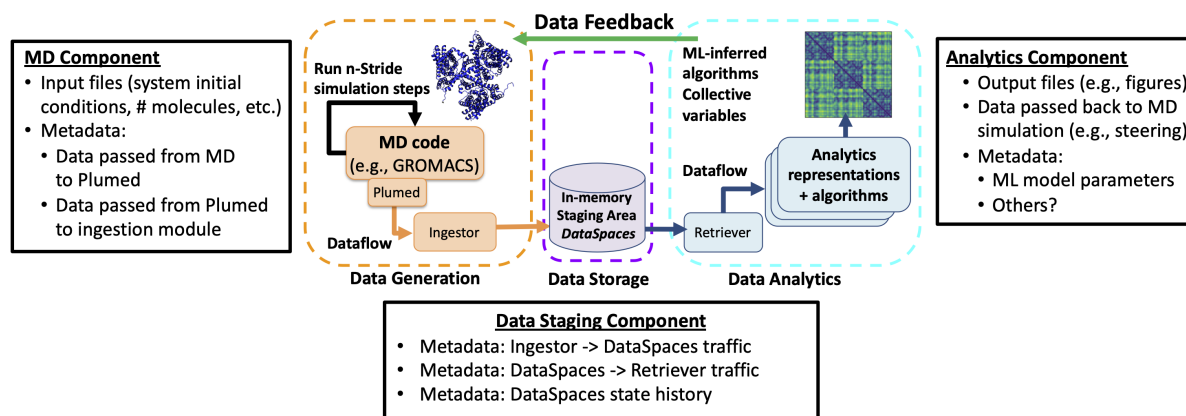 Data Feedback
MD Component
• Input files (system initial
conditions, # molecules, etc.)
• Metadata:
• Data passed from MD
to Plumed
• Data passed from Plumed
to ingestion module
Run n-Stride
simulation steps
MD code
(e.g., GROMACS)
Plumed
Dataflow
Ingestor
Data Generation
In-memory
Staging Area
DataSpaces
Data Storage
ML-inferred
algorithms
Collective
variables
Dataflow
Retriever
Analytics
representations
+ algorithms
Data Analytics
Analytics Component
• Output files (e.g., figures)
• Data passed back to MD
simulation (e.g., steering)
• Metadata:
• ML model parameters
• Others?
Data Staging Component
• Metadata: Ingestor -> DataSpaces traffic
• Metadata: DataSpaces -> Retriever traffic
• Metadata: DataSpaces state history